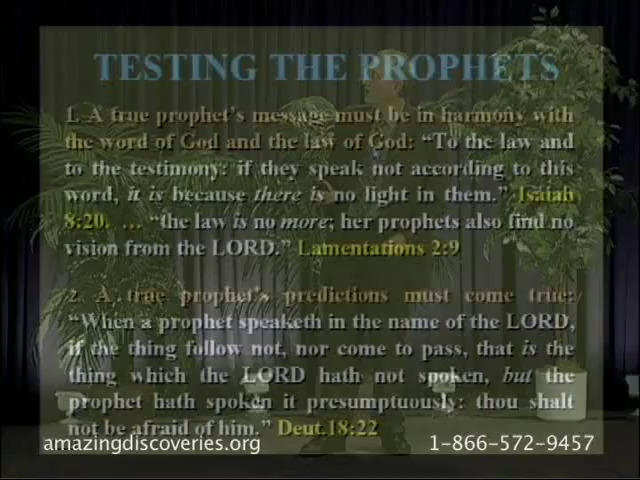 TESTING THE PROPHETS
1. A true prophet's message must be in harmony with
the word of God and the law of God: "To the law and
to the testimony: if they speak not according to this
word, it is because there is no light in them." Isaiah
8:20. … "the law is no more; her prophets also find no
vision from the LORD." Lamentations 2:9
2. A true prophet's predictions must come true:
"When a prophet speaketh in the name of the LORD,
if the thing follow not, nor come to pass, that is the
thing which the LORD hath not spoken, but the
prophet hath spoken it presumptuously: thou shalt
not be afraid of him." Deut.18:22
amazingdiscoveries.org
1-866-572-9457